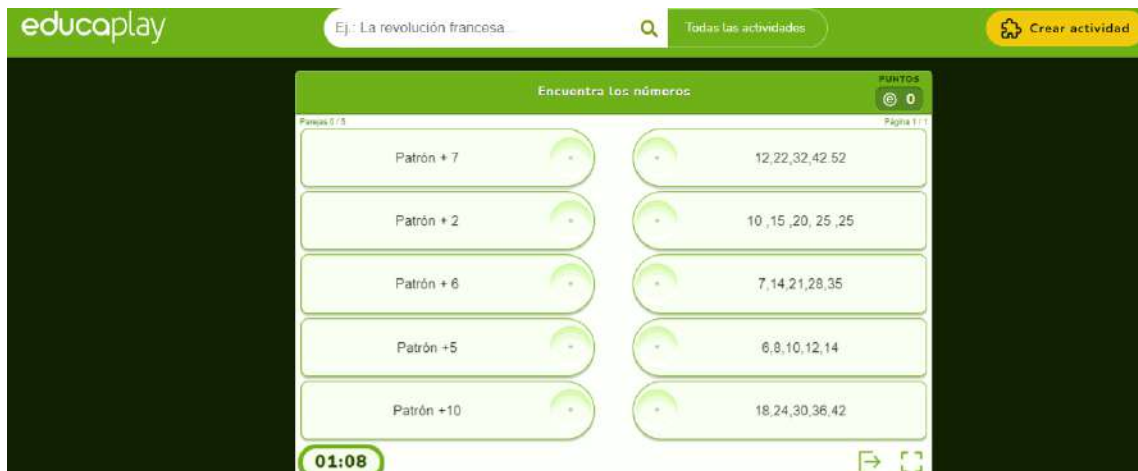 educaplay
Ej.: La revolución francesa...
Todas las actividades
Crear actividad
Encuentra los números
PUNTOS
0
Parejas 0 / 5
Página 1 / 1
Patrón + 7
12,22,32,42.52
Patrón + 2
10 ,15 ,20, 25 ,25
Patrón + 6
7,14,21,28,35
Patrón +5
6,8,10,12,14
Patrón +10
18,24,30,36,42
01:08